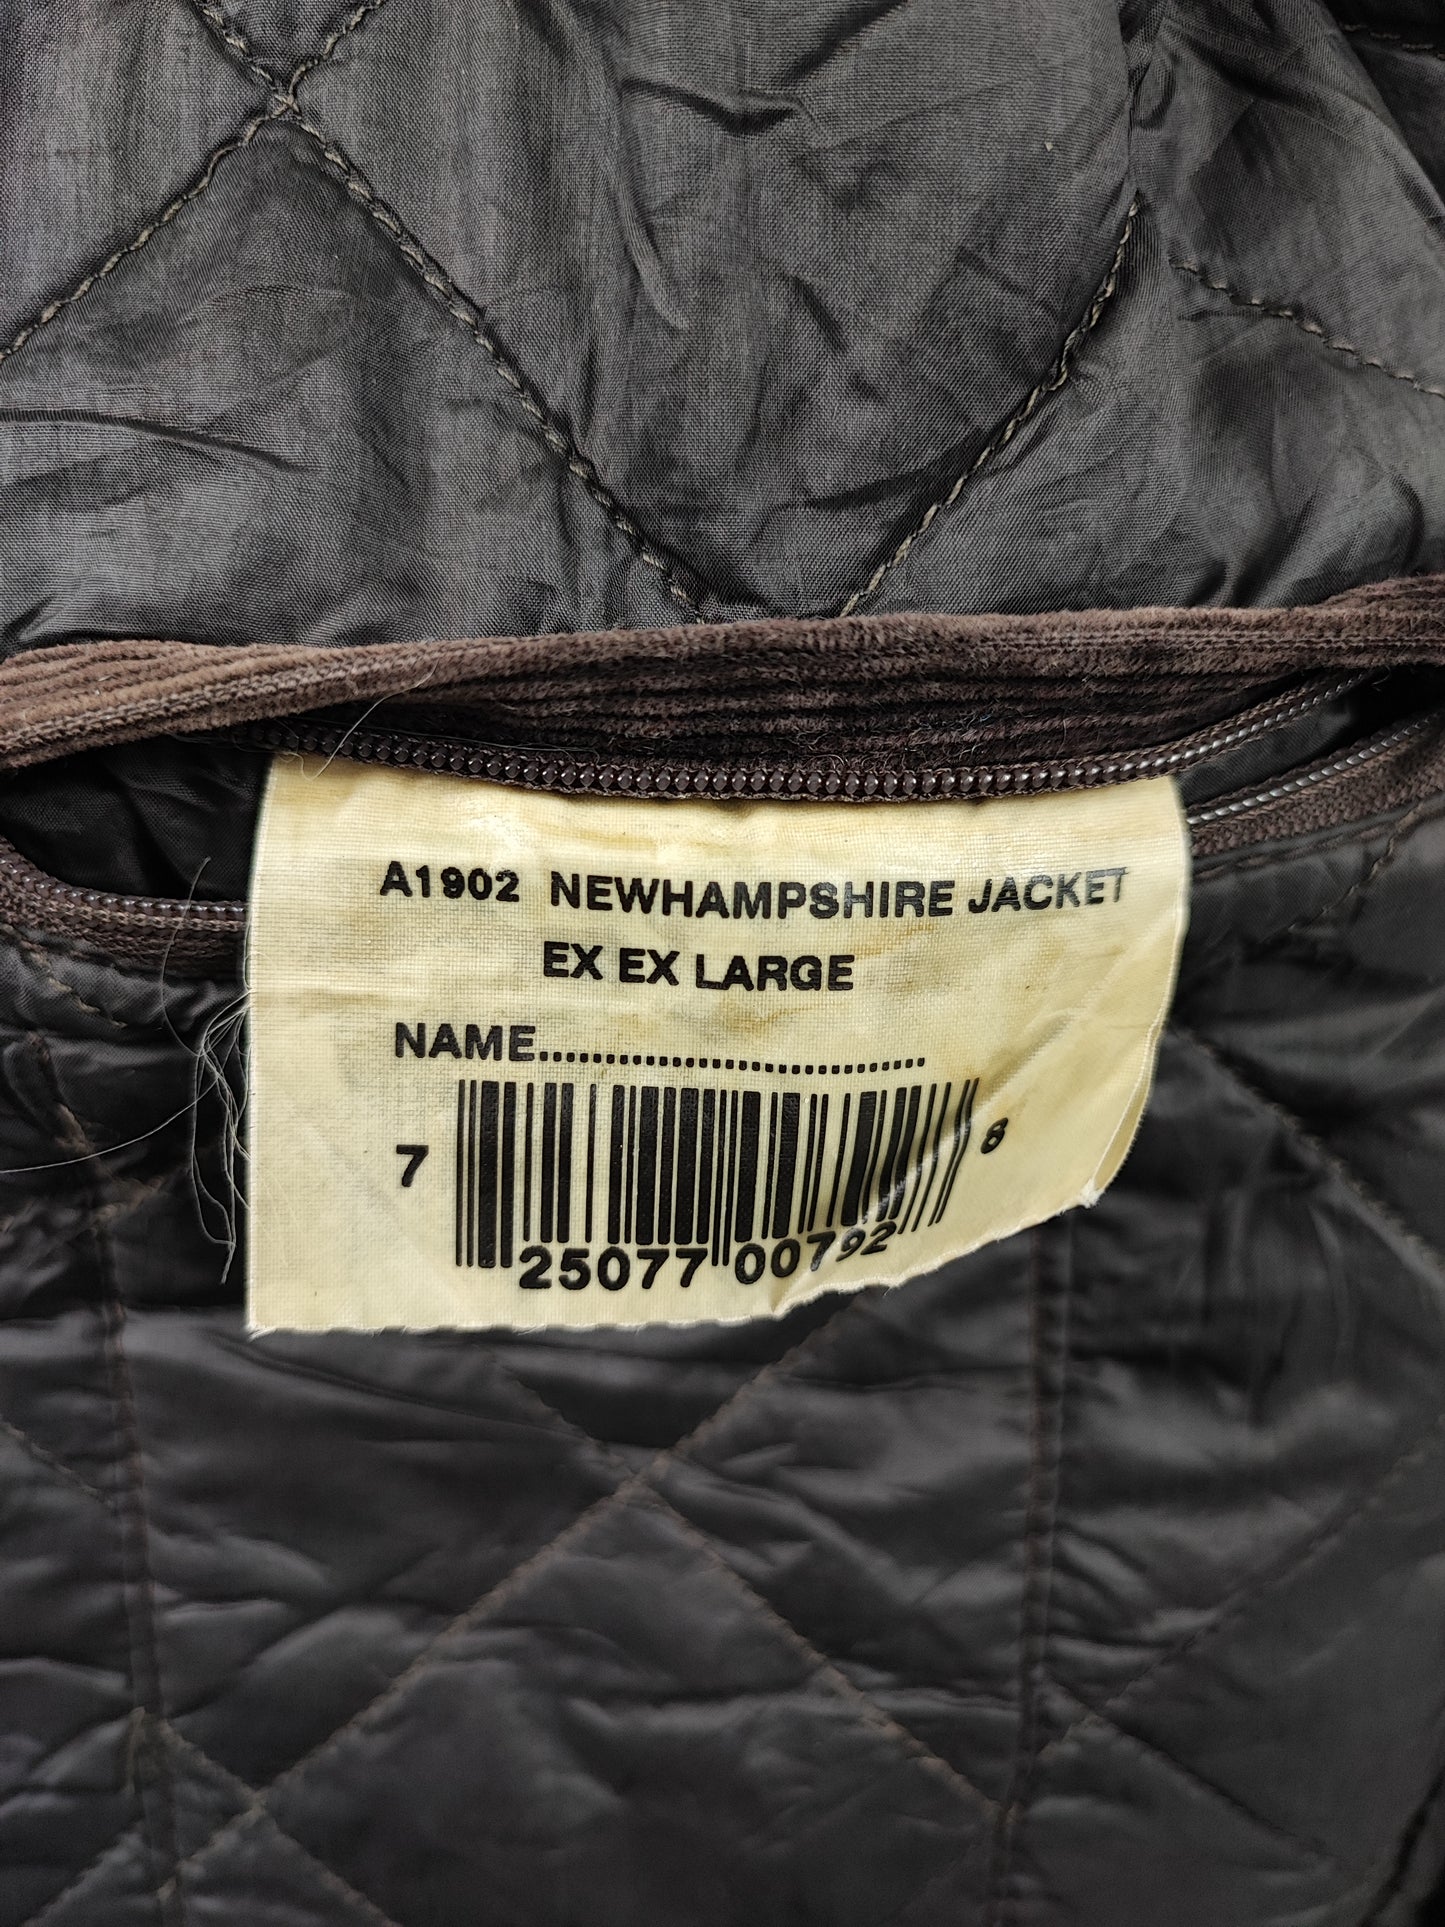 A1902 NEWHAMPSHIRE JACKET
EX EX LARGE
NAME..............................
7 25077 00792 8